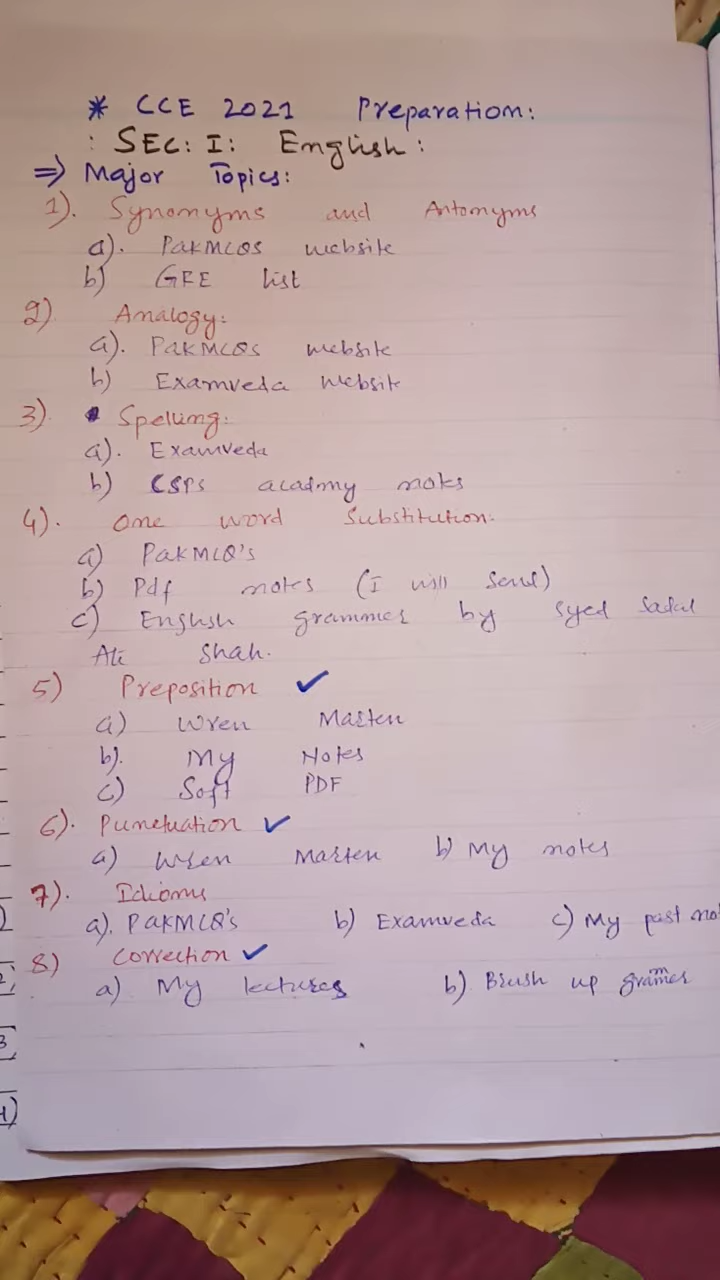 * CCE 2021 Preparation:
: SEC: I: English:
⇒ Major Topics:
1). Synonyms and Antonyms
a). PakMCQs website
b) GRE list
2) Analogy:
a). PakMCQs website
b) Examveda website
3) Spelling:
a). Examveda
b) CSPS acadmy notes
4). One word Substitution:
a) PakMCQ's
b) Pdf notes (I will send)
c) English grammer by Syed
Ali Shah.
5) Preposition ✓
a) Wren Marten
b). My Notes
c) Soft PDF
6). Punctuation ✓
a) Wren Marten b) My notes
7). Idioms
a). PakMCQ's b) Examveda c) My past not
8) Correction ✓
a) My lectures b) Brush up grammer